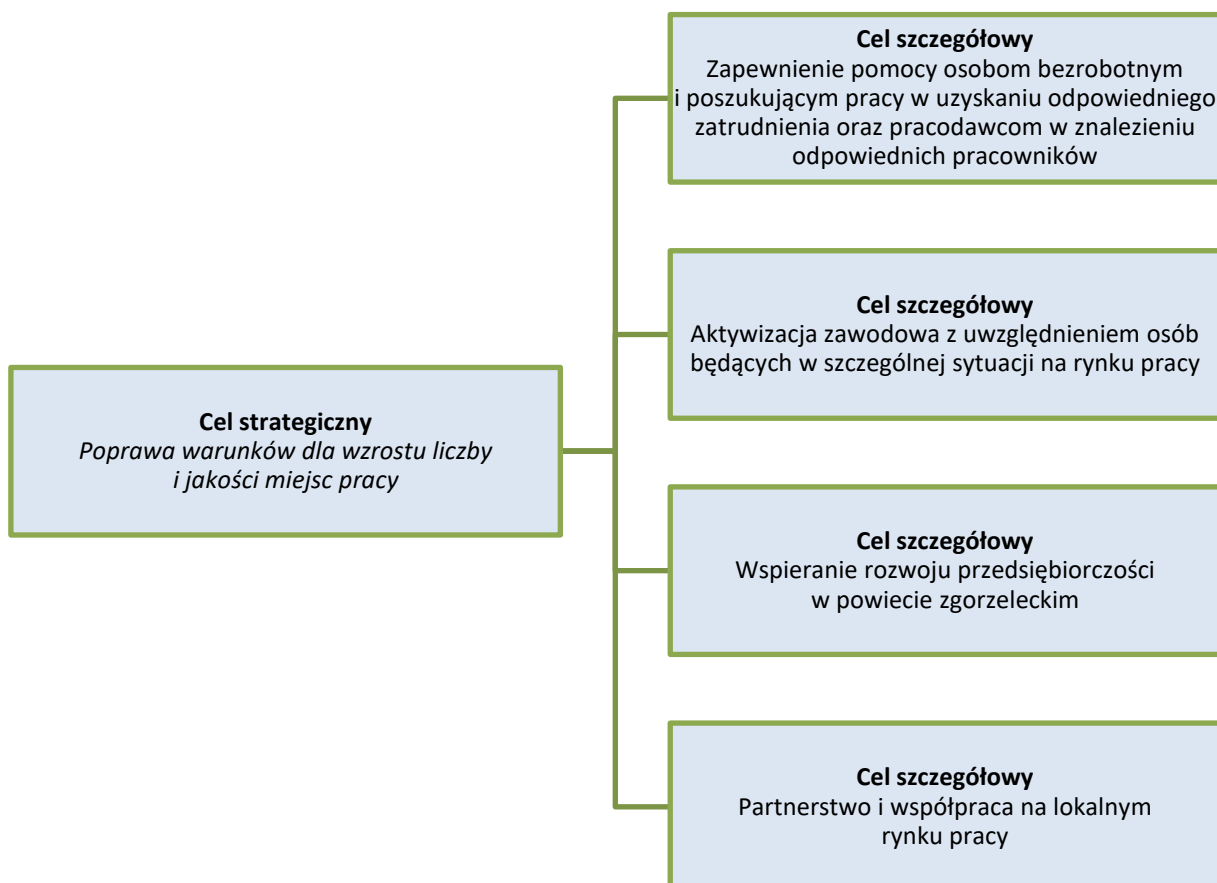 Cel szczegółowy
Zapewnienie pomocy osobom bezrobotnym
i poszukującym pracy w uzyskaniu odpowiedniego
zatrudnienia oraz pracodawcom w znalezieniu
odpowiednich pracowników
Cel szczegółowy
Aktywizacja zawodowa z uwzględnieniem osób
będących w szczególnej sytuacji na rynku pracy
Cel strategiczny
Poprawa warunków dla wzrostu liczby
i jakości miejsc pracy
Cel szczegółowy
Wspieranie rozwoju przedsiębiorczości
w powiecie zgorzeleckim
Cel szczegółowy
Partnerstwo i współpraca na lokalnym
rynku pracy